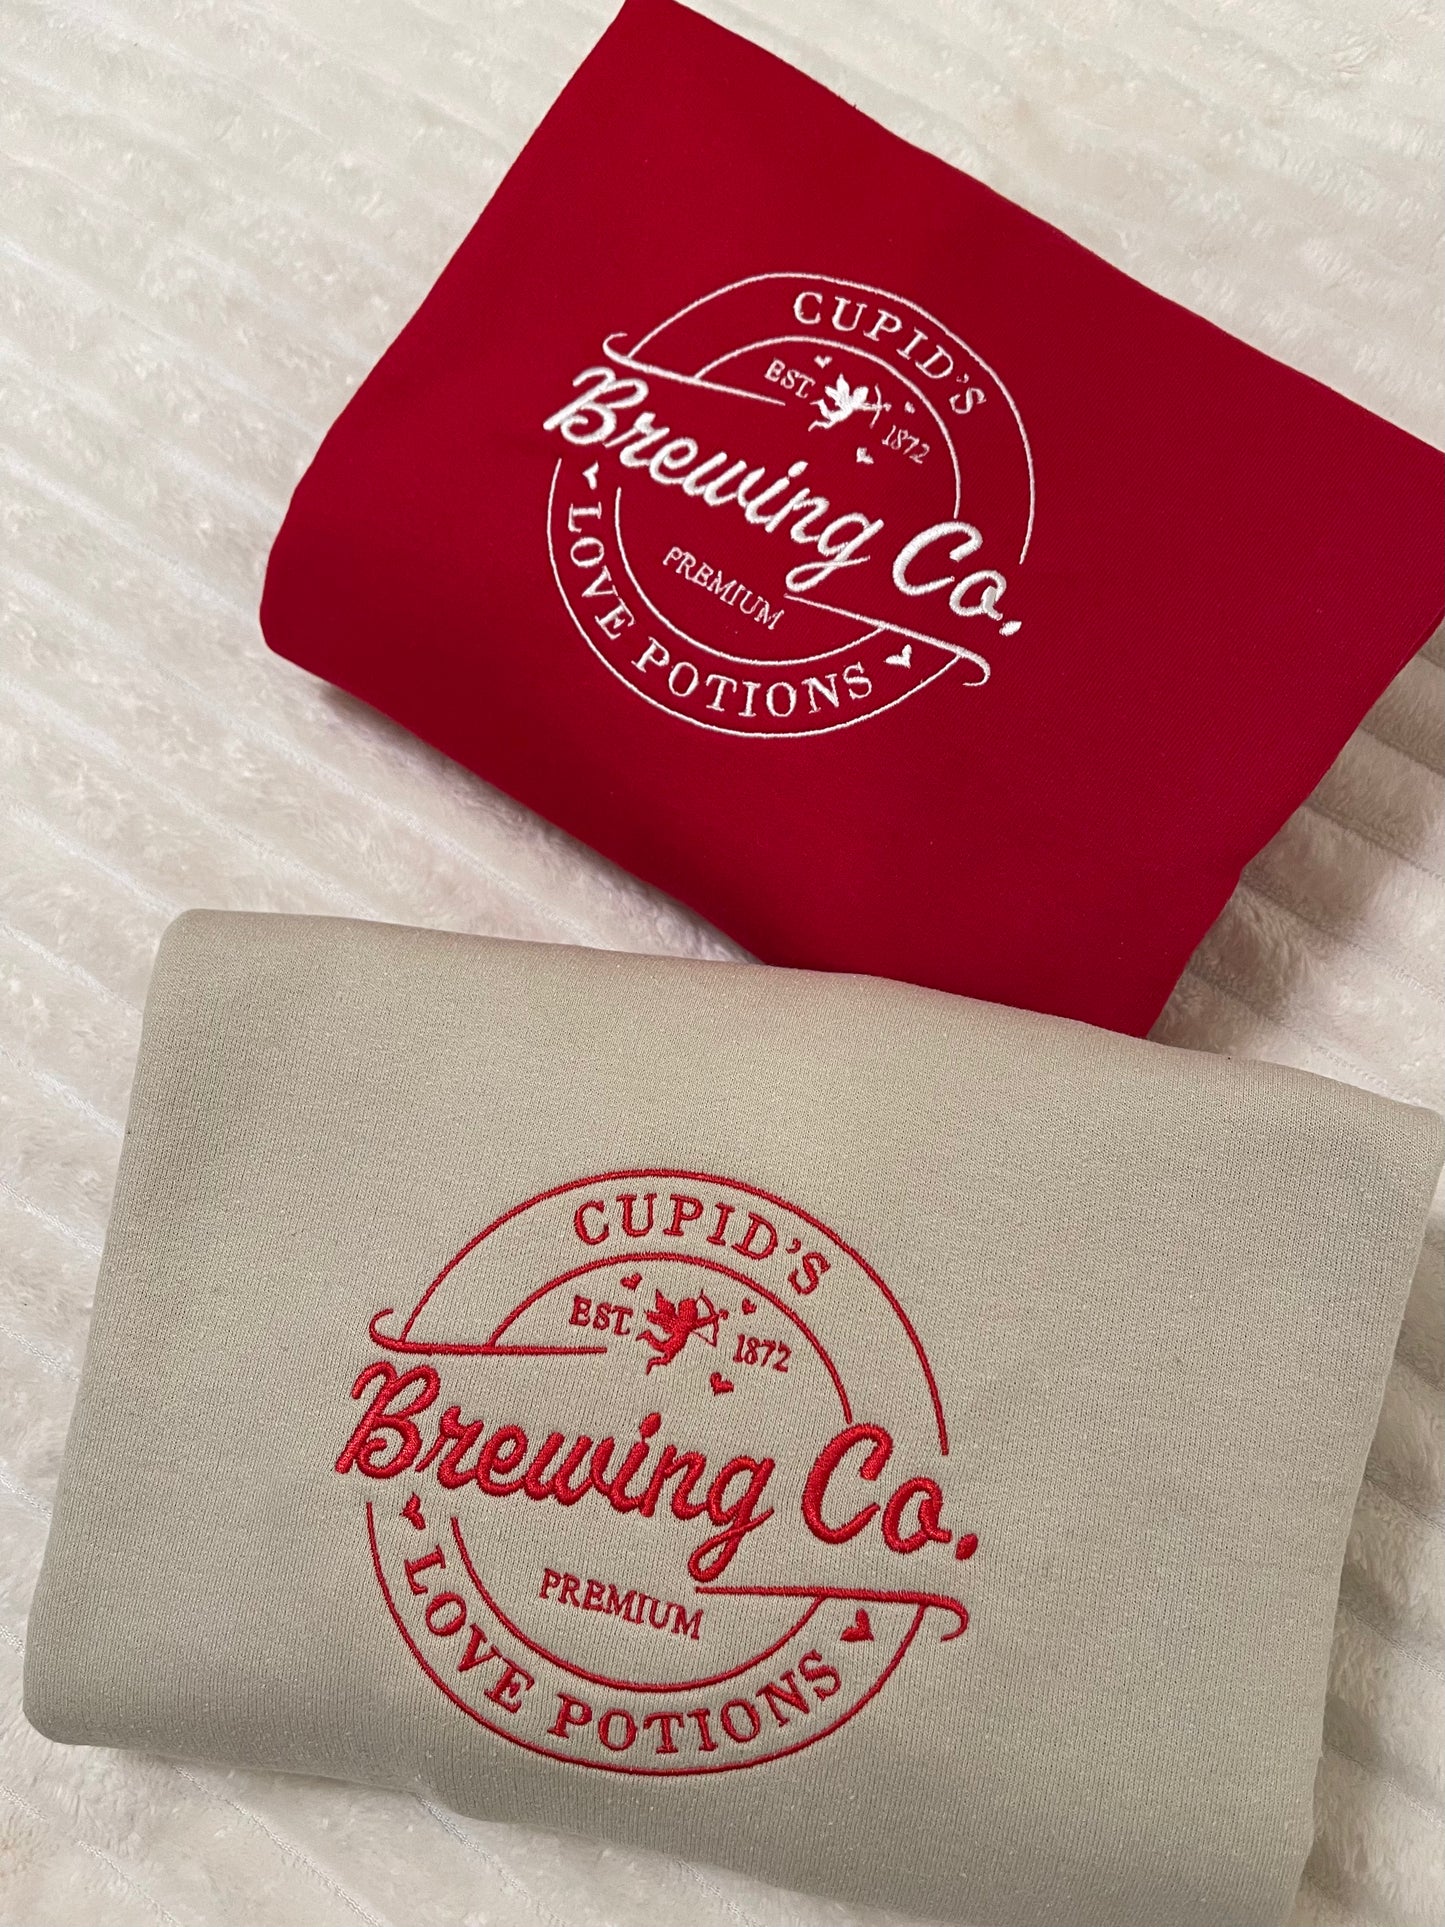 CUPID'S
EST. 1872
Brewing Co.
PREMIUM
LOVE POTIONS
CUPID'S
EST. 1872
Brewing Co.
PREMIUM
LOVE POTIONS